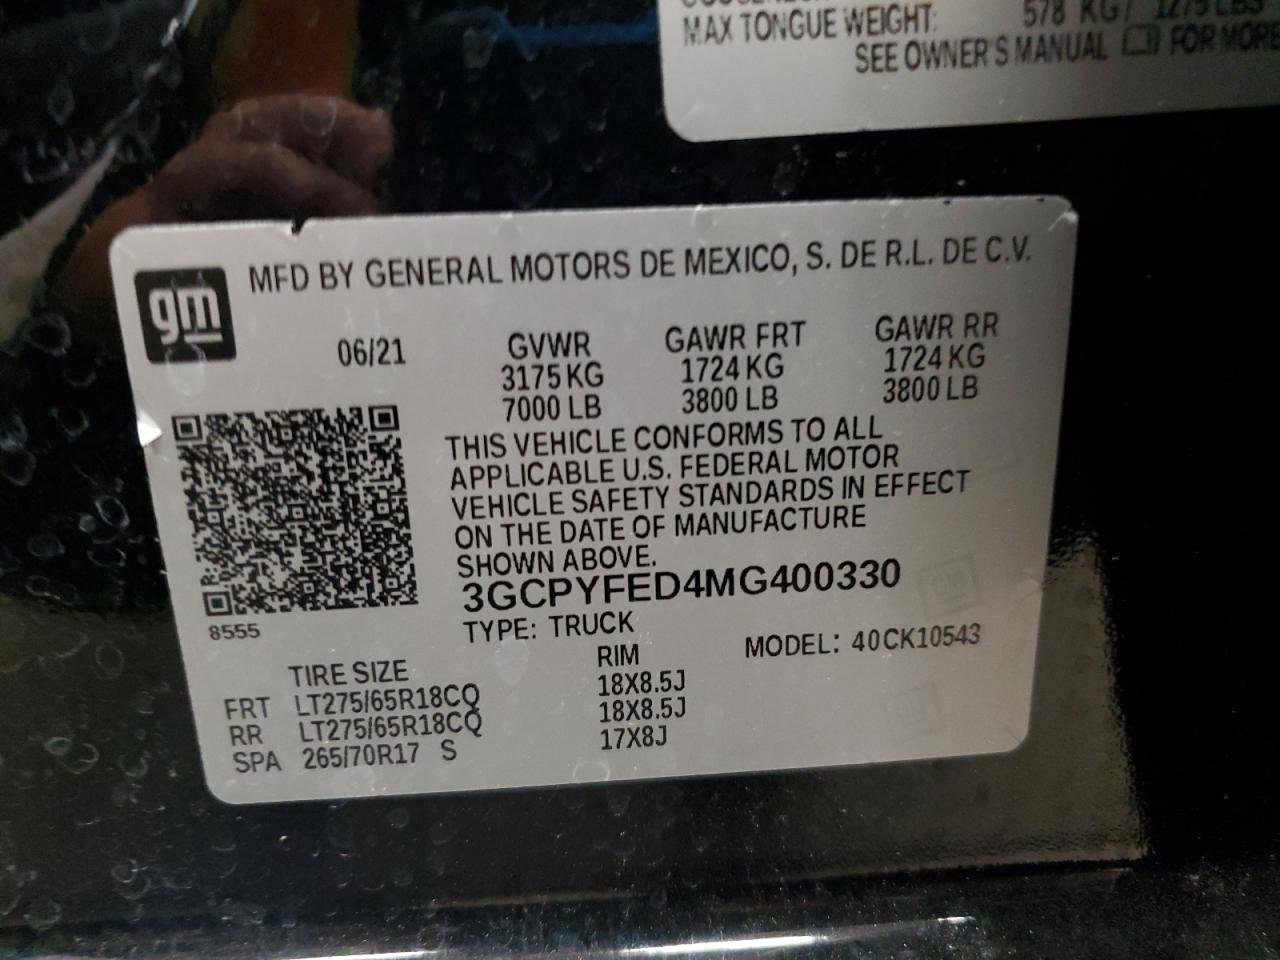 MAX TONGUE WEIGHT: 578 KG / 1275 LBS
SEE OWNER'S MANUAL FOR MORE
gm
MFD BY GENERAL MOTORS DE MEXICO, S. DE R.L. DE C.V.
06/21 GVWR GAWR FRT GAWR RR
3175 KG 1724 KG 1724 KG
7000 LB 3800 LB 3800 LB
THIS VEHICLE CONFORMS TO ALL
APPLICABLE U.S. FEDERAL MOTOR
VEHICLE SAFETY STANDARDS IN EFFECT
ON THE DATE OF MANUFACTURE
SHOWN ABOVE.
3GCPYFED4MG400330
8555
TYPE: TRUCK
MODEL: 40CK10543
TIRE SIZE RIM
FRT LT275/65R18CQ 18X8.5J
RR LT275/65R18CQ 18X8.5J
SPA 265/70R17 S 17X8J